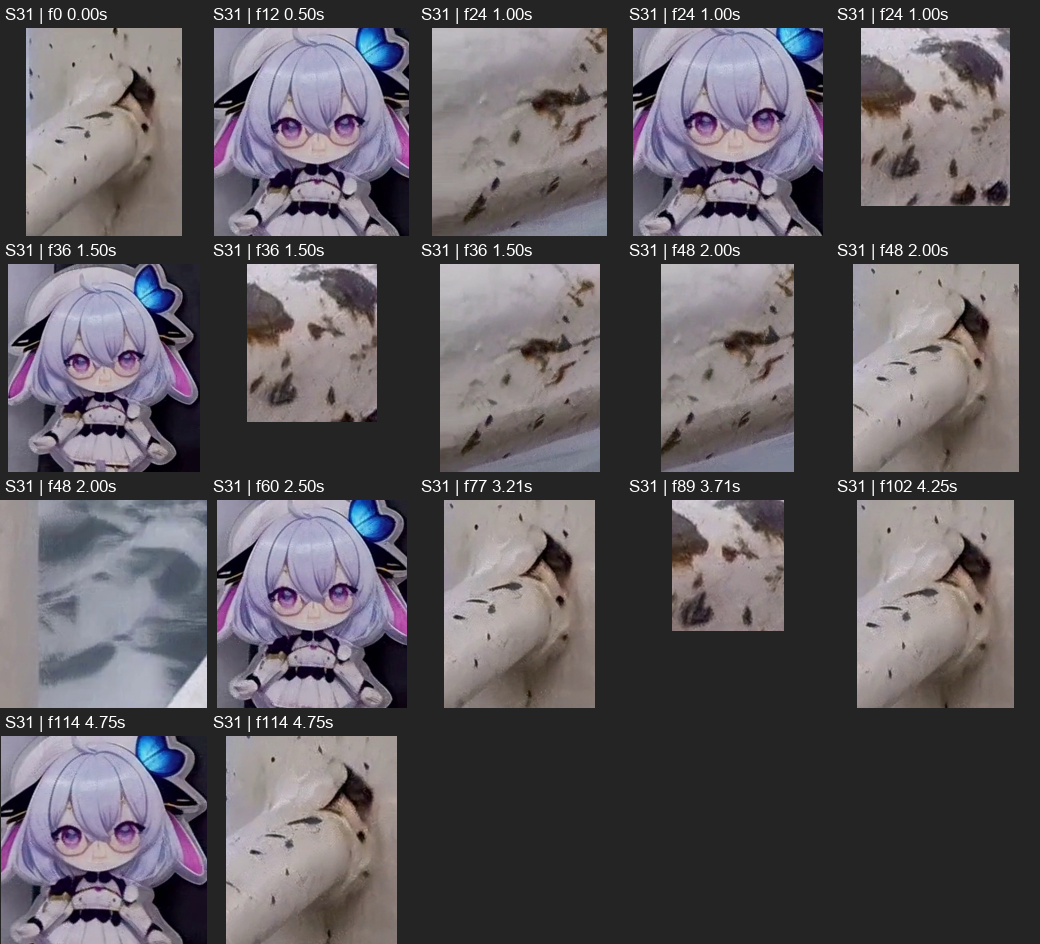 S31 | f0 0.00s
S31 | f12 0.50s
S31 | f24 1.00s
S31 | f24 1.00s
S31 | f24 1.00s
S31 | f36 1.50s
S31 | f36 1.50s
S31 | f36 1.50s
S31 | f48 2.00s
S31 | f48 2.00s
S31 | f48 2.00s
S31 | f60 2.50s
S31 | f77 3.21s
S31 | f89 3.71s
S31 | f102 4.25s
S31 | f114 4.75s
S31 | f114 4.75s